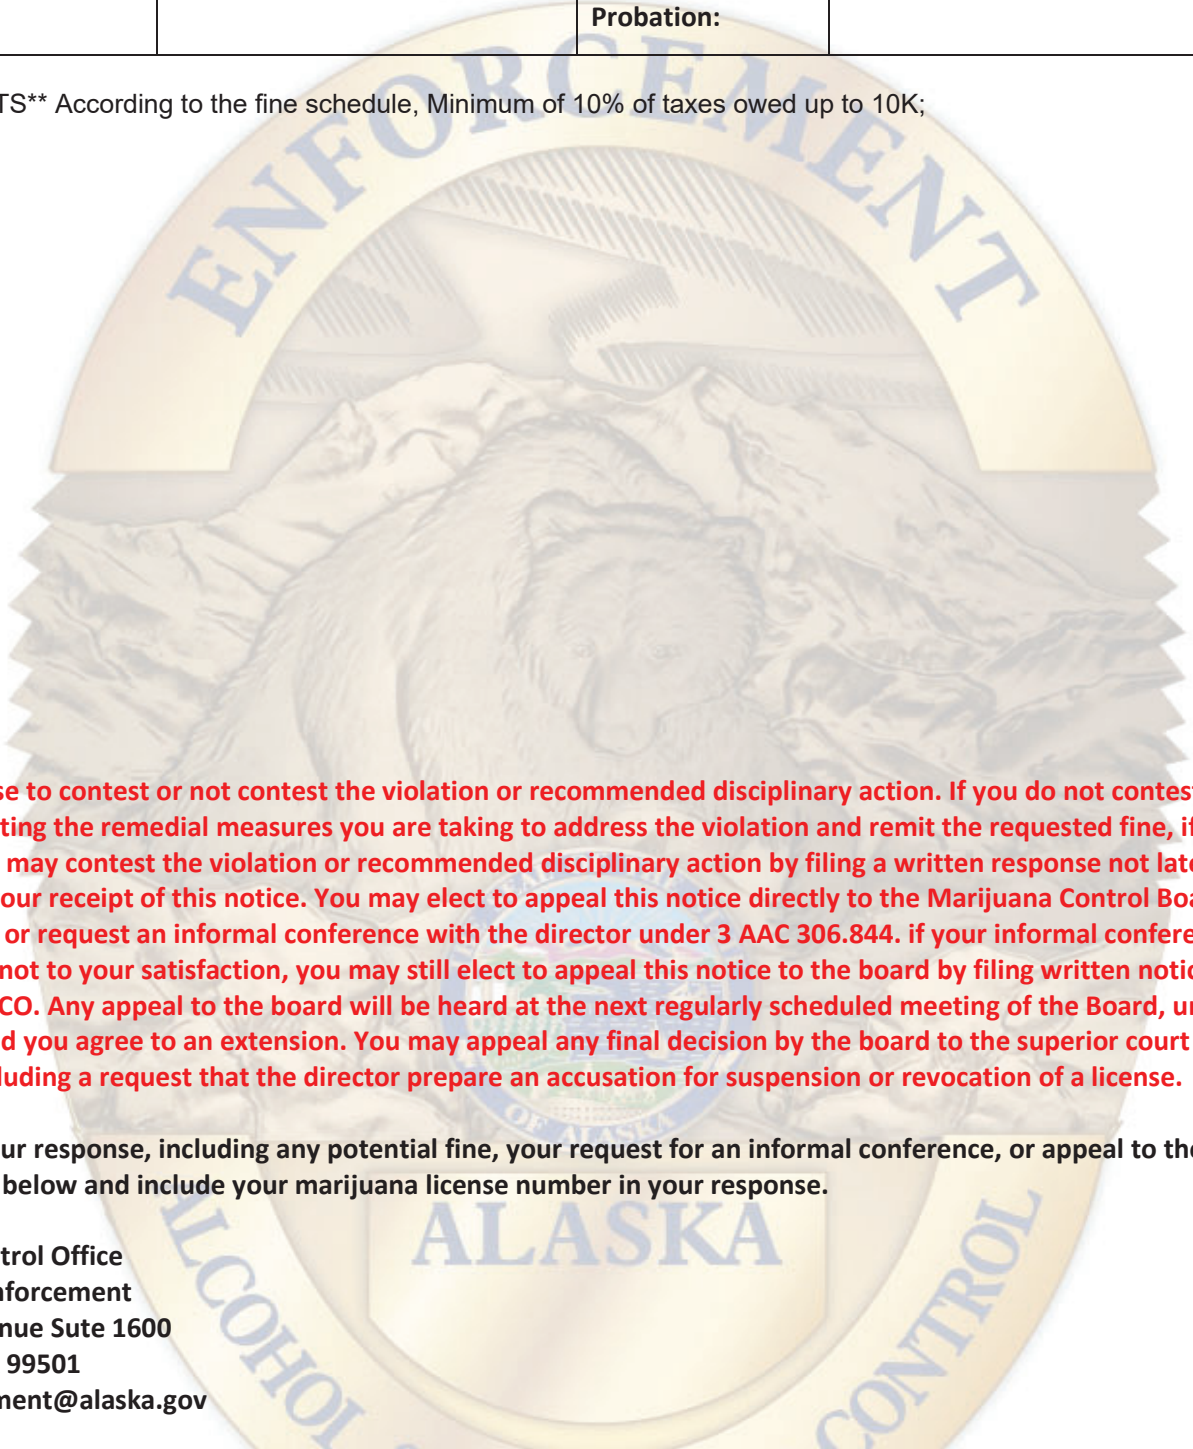 Probation:
TS** According to the fine schedule, Minimum of 10% of taxes owed up to 10K;
ENFORCEMENT
se to contest or not contest the violation or recommended disciplinary action. If you do not contest
ting the remedial measures you are taking to address the violation and remit the requested fine, if
may contest the violation or recommended disciplinary action by filing a written response not late
our receipt of this notice. You may elect to appeal this notice directly to the Marijuana Control Boa
or request an informal conference with the director under 3 AAC 306.844. if your informal confere
not to your satisfaction, you may still elect to appeal this notice to the board by filing written notic
CO. Any appeal to the board will be heard at the next regularly scheduled meeting of the Board, u
d you agree to an extension. You may appeal any final decision by the board to the superior court
luding a request that the director prepare an accusation for suspension or revocation of a license.
OF ALASKA
ur response, including any potential fine, your request for an informal conference, or appeal to the
below and include your marijuana license number in your response.
ALASKA
trol Office
nforcement
nue Sute 1600
99501
ment@alaska.gov
ALCOHOL
CONTROL